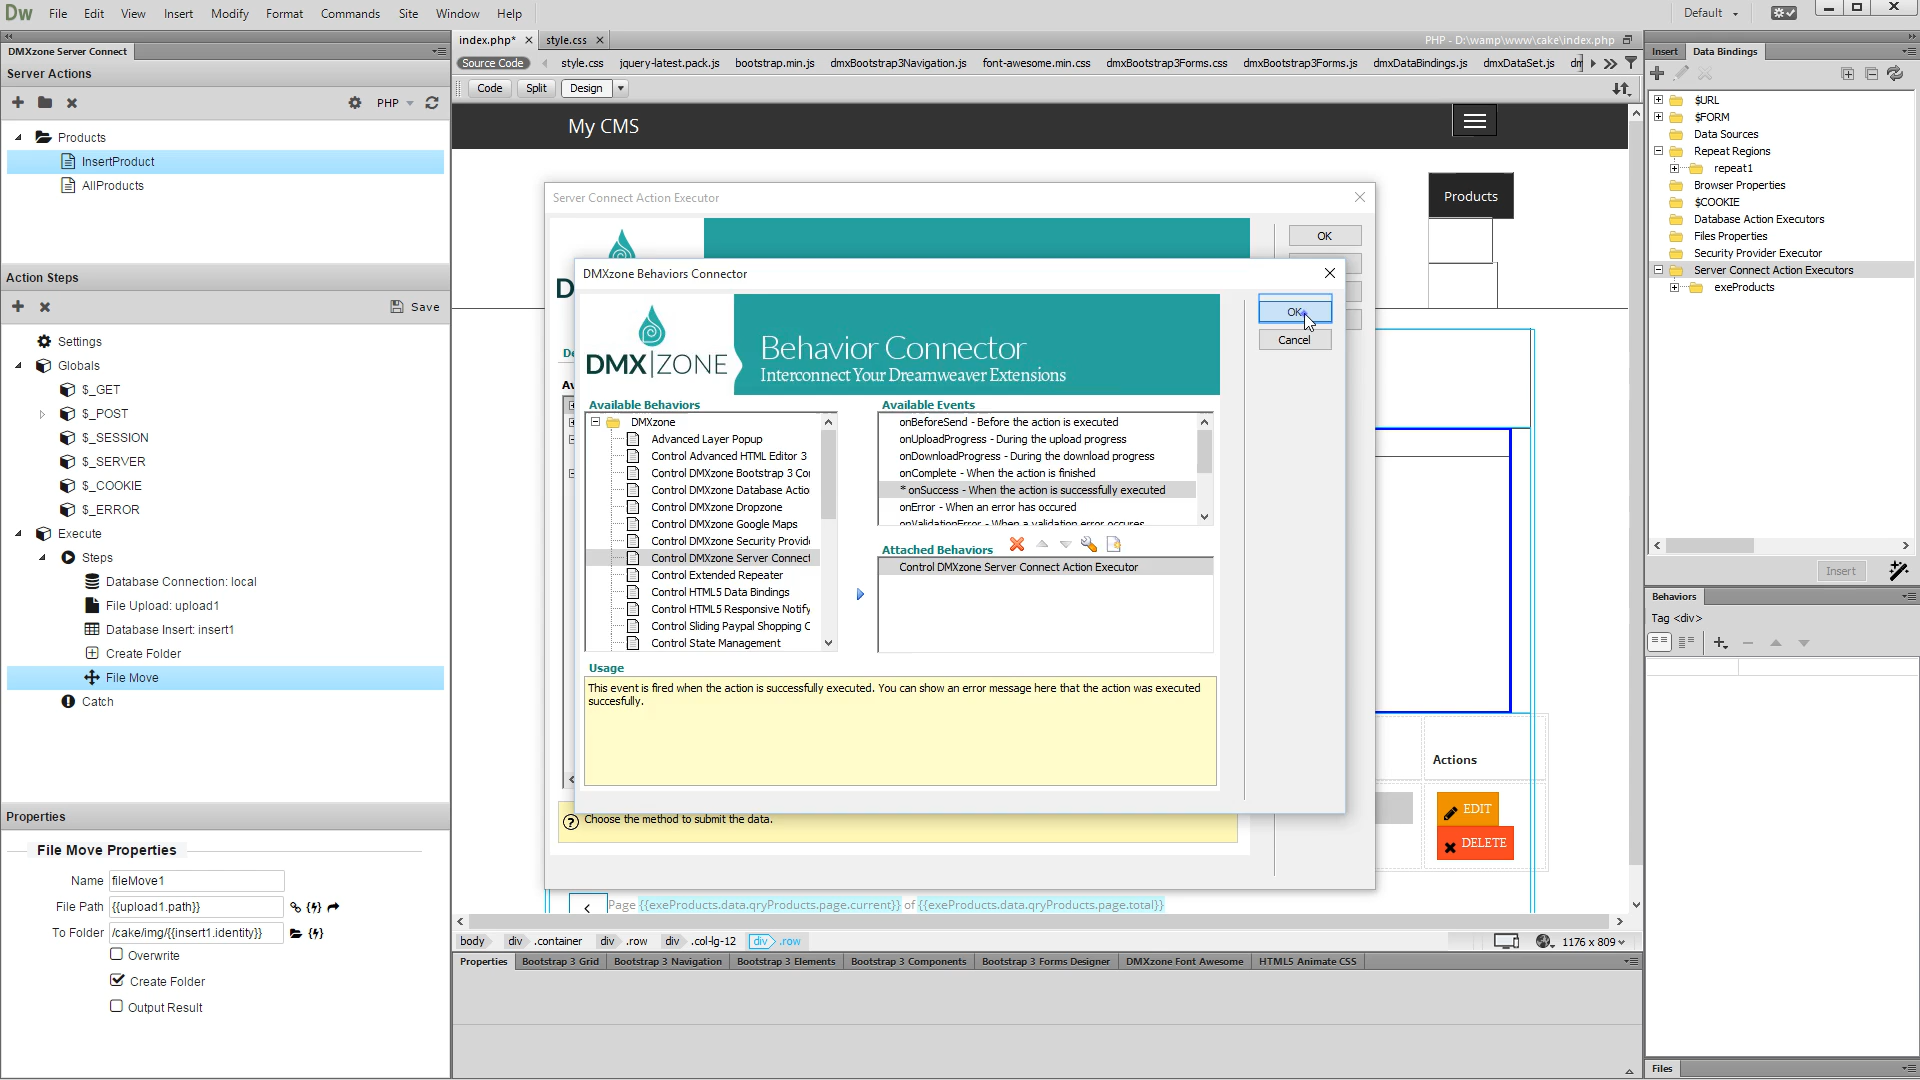 Dw File Edit View Insert Modify Format Commands Site Window Help
Default
DMXzone Server Connect
Server Actions
PHP
Products
InsertProduct
AllProducts
Action Steps
Save
Settings
Globals
$_GET
$_POST
$_SESSION
$_SERVER
$_COOKIE
$_ERROR
Execute
Steps
Database Connection: local
File Upload: upload1
Database Insert: insert1
Create Folder
File Move
Catch
Properties
File Move Properties
Name fileMove1
File Path {{upload1.path}}
To Folder /cake/img/{{insert1.identity}}
Overwrite
Create Folder
Output Result
index.php* style.css
PHP - D:\wamp\www\cake\index.php
Source Code style.css jquery-latest.pack.js bootstrap.min.js dmxBootstrap3Navigation.js font-awesome.min.css dmxBootstrap3Forms.css dmxBootstrap3Forms.js dmxDataBindings.js dmxDataSet.js
Code Split Design
My CMS
Products
Server Connect Action Executor
OK
DMXzone Behaviors Connector
DMX|ZONE
Behavior Connector
Interconnect Your Dreamweaver Extensions
OK
Cancel
Available Behaviors
DMXzone
Advanced Layer Popup
Control Advanced HTML Editor 3
Control DMXzone Bootstrap 3 Co
Control DMXzone Database Actio
Control DMXzone Dropzone
Control DMXzone Google Maps
Control DMXzone Security Provid
Control DMXzone Server Connect
Control Extended Repeater
Control HTML5 Data Bindings
Control HTML5 Responsive Notify
Control Sliding Paypal Shopping C
Control State Management
Available Events
onBeforeSend - Before the action is executed
onUploadProgress - During the upload progress
onDownloadProgress - During the download progress
onComplete - When the action is finished
* onSuccess - When the action is successfully executed
onError - When an error has occured
onValidationError - When a validation error occures
Attached Behaviors
Control DMXzone Server Connect Action Executor
Usage
This event is fired when the action is successfully executed. You can show an error message here that the action was executed
succesfully.
Choose the method to submit the data.
Actions
EDIT
DELETE
< Page {{exeProducts.data.qryProducts.page.current}} of {{exeProducts.data.qryProducts.page.total}}
body div .container div .row div .col-lg-12 div .row
1176 x 809
Properties Bootstrap 3 Grid Bootstrap 3 Navigation Bootstrap 3 Elements Bootstrap 3 Components Bootstrap 3 Forms Designer DMXzone Font Awesome HTML5 Animate CSS
Insert Data Bindings
$URL
$FORM
Data Sources
Repeat Regions
repeat1
Browser Properties
$COOKIE
Database Action Executors
Files Properties
Security Provider Executor
Server Connect Action Executors
exeProducts
Insert
Behaviors
Tag <div>
Files